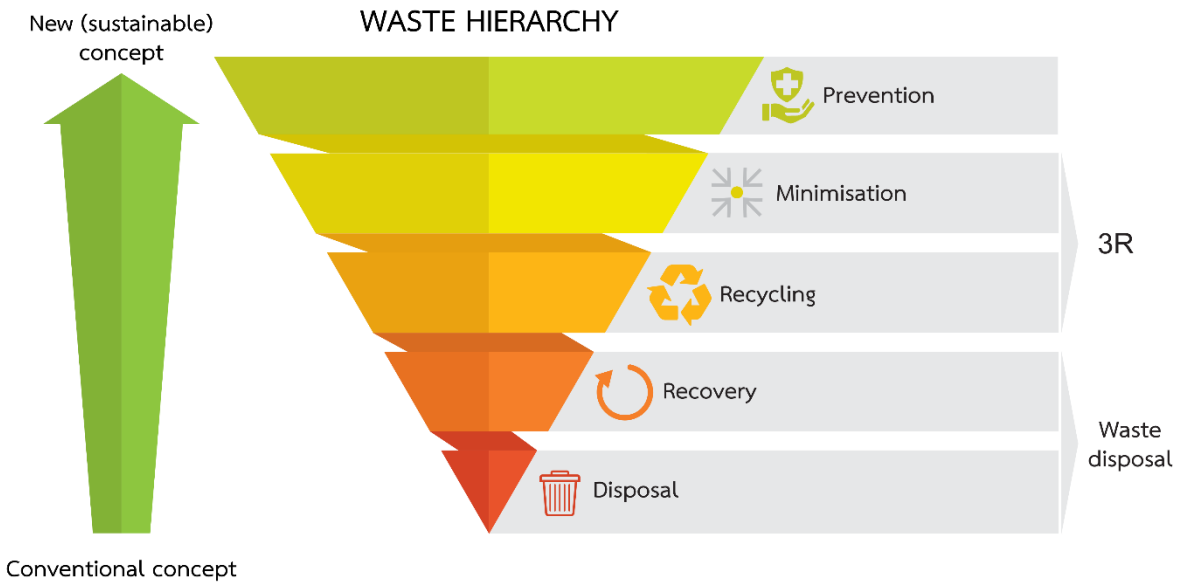 WASTE HIERARCHY
New (sustainable)
concept
Prevention
Minimisation
3R
Recycling
Recovery
Waste
disposal
Disposal
Conventional concept